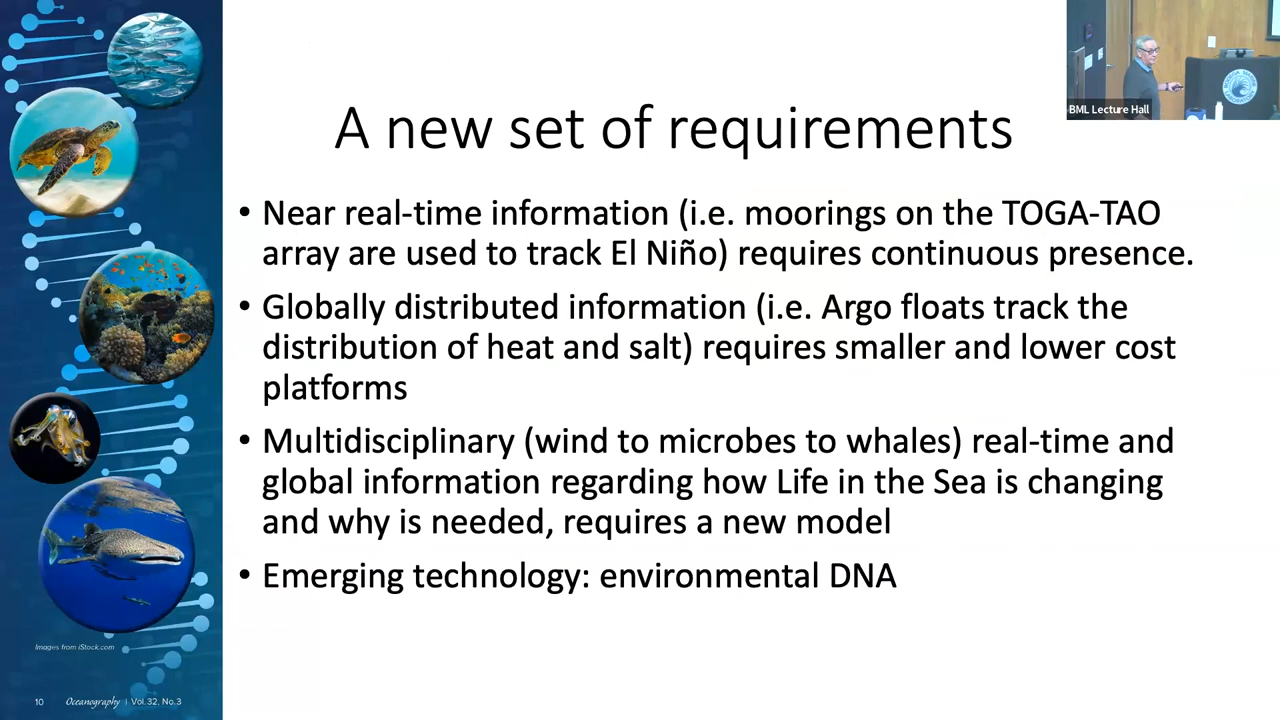 A new set of requirements
BML Lecture Hall
• Near real-time information (i.e. moorings on the TOGA-TAO
array are used to track El Niño) requires continuous presence.
• Globally distributed information (i.e. Argo floats track the
distribution of heat and salt) requires smaller and lower cost
platforms
• Multidisciplinary (wind to microbes to whales) real-time and
global information regarding how Life in the Sea is changing
and why is needed, requires a new model
• Emerging technology: environmental DNA
Images from iStock.com
10 Oceanography | Vol.32, No.3